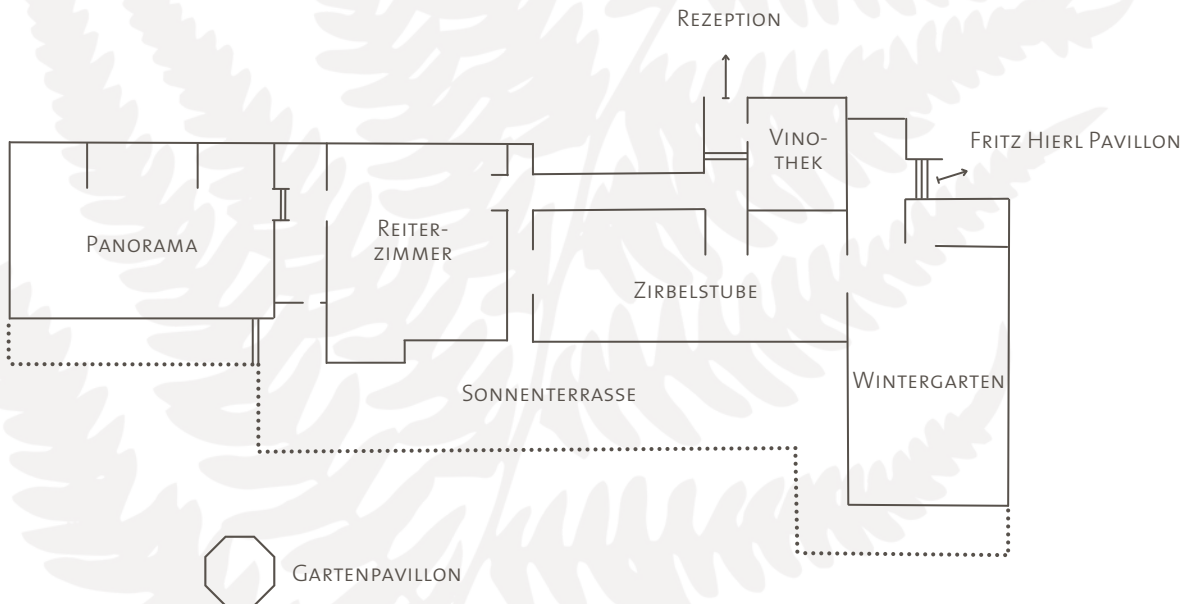 REZEPTION
VINO-
THEK
FRITZ HIERL PAVILLON
PANORAMA
REITER-
ZIMMER
ZIRBELSTUBE
WINTERGARTEN
SONNENTERRASSE
GARTENPAVILLON